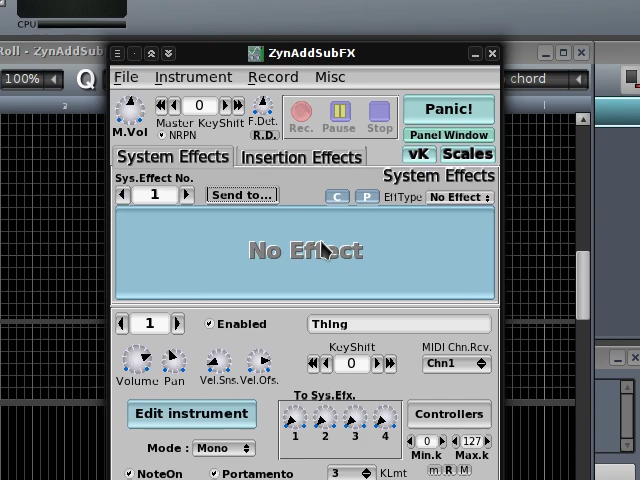 CPU
Roll - ZynAddSub
ZynAddSubFX
100%
Q
chord
File Instrument Record Misc
0
M.Vol
Master KeyShift
F.Det.
NRPN
R.D.
Rec. Pause Stop
Panic!
Panel Window
vK Scales
System Effects Insertion Effects
System Effects
Sys.Effect No.
1
Send to...
C P EffType No Effect
No Effect
1
Enabled
Thing
KeyShift
0
MIDI Chn.Rcv.
Chn1
Volume Pan Vel.Sns. Vel.Ofs.
To Sys.Efx.
1 2 3 4
Edit instrument
Controllers
Mode : Mono
0 127
Min.k Max.k
m R M
NoteOn Portamento 3 KLmt